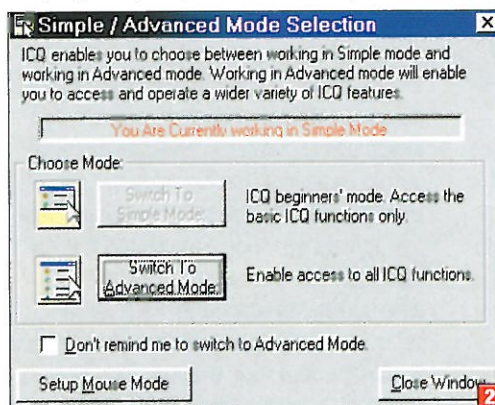 Simple / Advanced Mode Selection
ICQ enables you to choose between working in Simple mode and
working in Advanced mode. Working in Advanced mode will enable
you to access and operate a wider variety of ICQ features.
You Are Currently working in Simple Mode
Choose Mode:
Switch To
Simple Mode
ICQ beginners' mode. Access the
basic ICQ functions only.
Switch To
Advanced Mode
Enable access to all ICQ functions.
Don't remind me to switch to Advanced Mode.
Setup Mouse Mode
Close Window
2